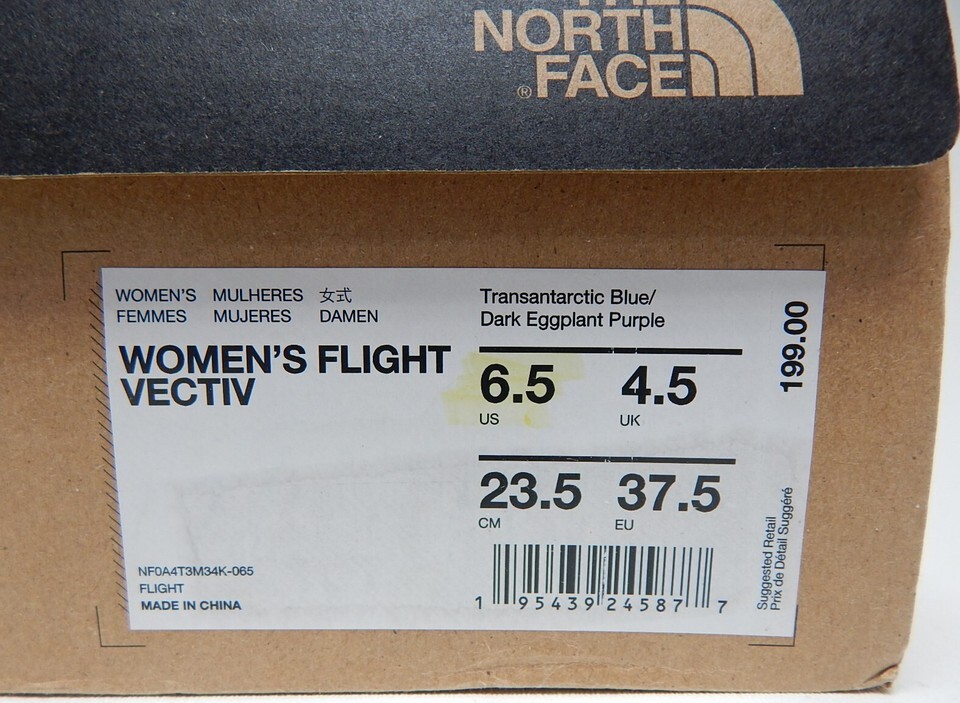 THE
NORTH
FACE
®
WOMEN'S MULHERES 女式
FEMMES MUJERES DAMEN
WOMEN'S FLIGHT
VECTIV
Transantarctic Blue/
Dark Eggplant Purple
6.5 4.5
US UK
23.5 37.5
CM EU
199.00
Suggested Retail
Prix de Détail Suggéré
NF0A4T3M34K-065
FLIGHT
MADE IN CHINA
1 95439 24587 7